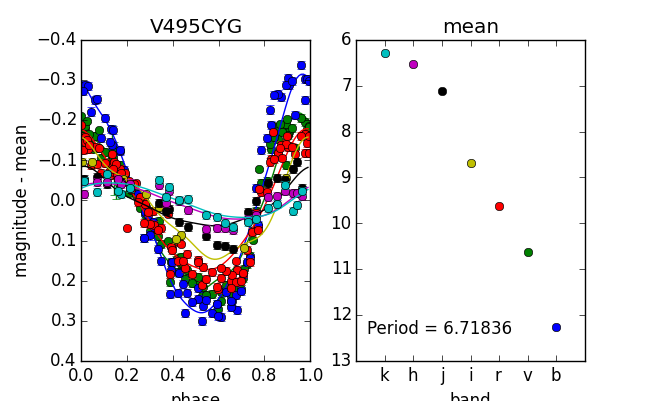 V495CYG
mean
−0.4
−0.3
−0.2
−0.1
0.0
0.1
0.2
0.3
0.4
magnitude - mean
0.0 0.2 0.4 0.6 0.8 1.0
phase
6
7
8
9
10
11
12
13
Period = 6.71836
k h j i r v b
band